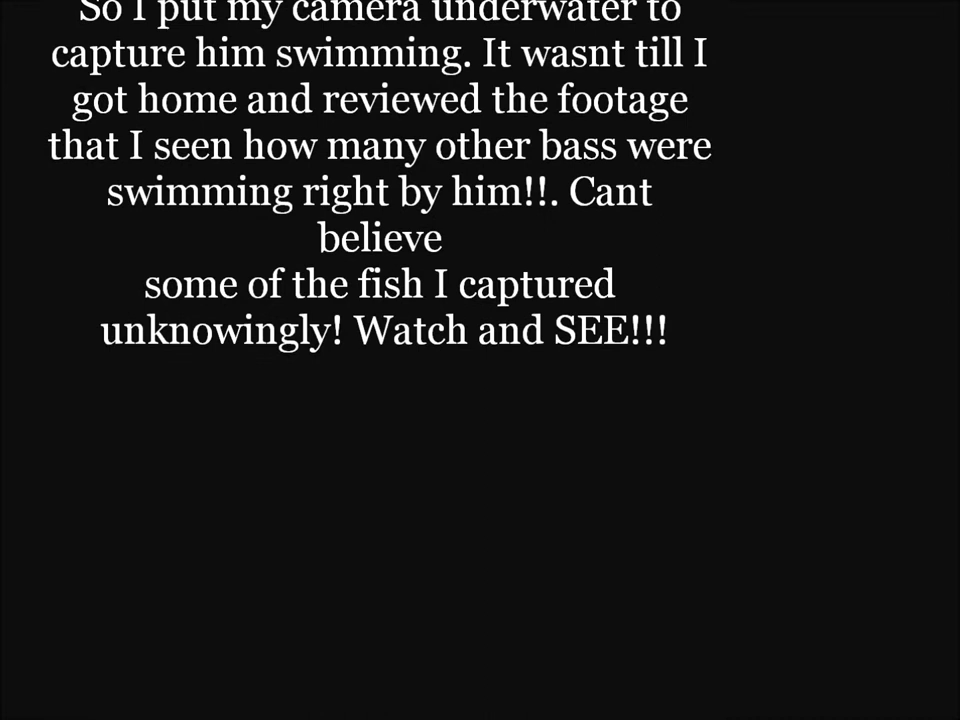 So I put my camera underwater to
capture him swimming. It wasnt till I
got home and reviewed the footage
that I seen how many other bass were
swimming right by him!!. Cant
believe
some of the fish I captured
unknowingly! Watch and SEE!!!